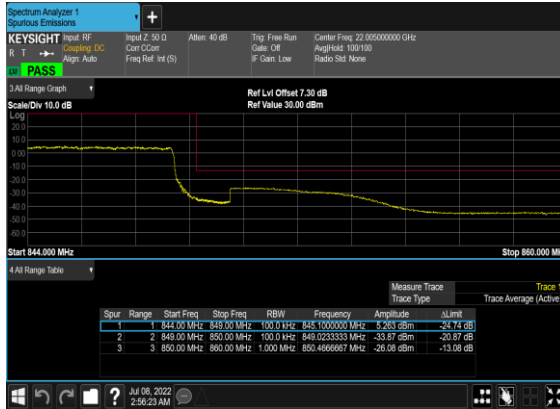 Spectrum Analyzer 1
Spurious Emissions
KEYSIGHT Input: RF Input Z: 50 Ω Atten: 40 dB Trig: Free Run Center Freq: 22.005000000 GHz
R T Coupling: DC Corr CCorr Gate: Off Avg|Hold: 100/100
Align: Auto Freq Ref: Int (S) IF Gain: Low Radio Std: None
PASS
3 All Range Graph
Ref Lvl Offset 7.30 dB
Scale/Div 10.0 dB Ref Value 30.00 dBm
Log
20.0
10.0
0.00
-10.0
-20.0
-30.0
-40.0
-50.0
-60.0
Start 844.000 MHz Stop 860.000 MH
4 All Range Table
Measure Trace Trace 1
Trace Type Trace Average (Active
Spur Range Start Freq Stop Freq RBW Frequency Amplitude ΔLimit
1 1 844.00 MHz 849.00 MHz 100.0 kHz 845.1000000 MHz 5.263 dBm -24.74 dB
2 2 849.00 MHz 850.00 MHz 100.0 kHz 849.0233333 MHz -33.87 dBm -20.87 dB
3 3 850.00 MHz 860.00 MHz 1.000 MHz 850.4666667 MHz -26.08 dBm -13.08 dB
Jul 08, 2022
2:56:23 AM